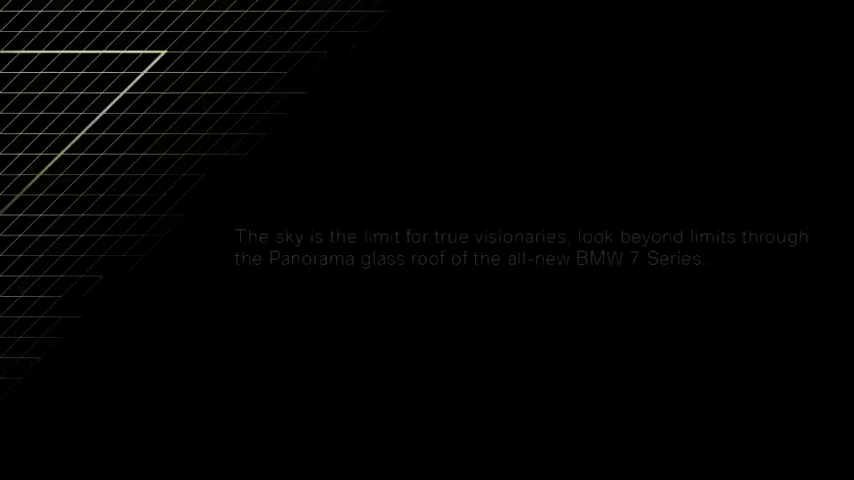 The sky is the limit for true visionaries, look beyond limits through
the Panorama glass roof of the all-new BMW 7 Series.